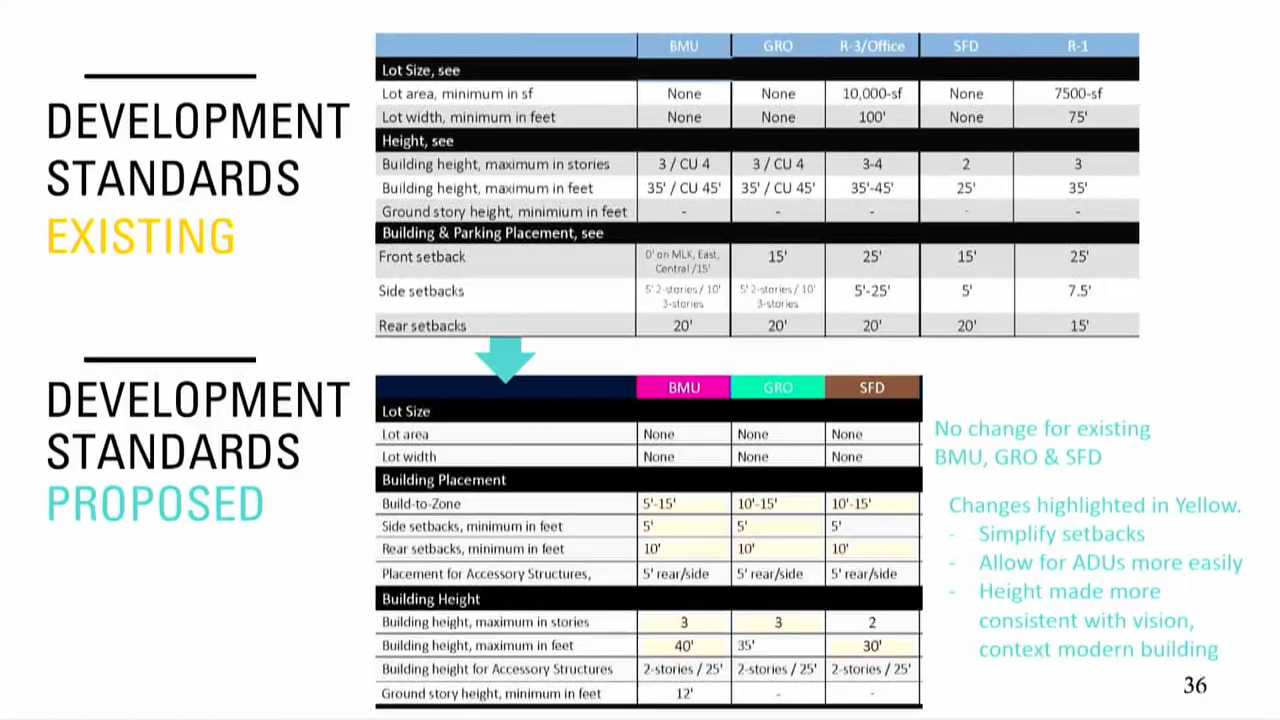 DEVELOPMENT
STANDARDS
EXISTING
BMU GRO R-3/Office SFD R-1
Lot Size, see
Lot area, minimum in sf None None 10,000-sf None 7500-sf
Lot width, minimum in feet None None 100' None 75'
Height, see
Building height, maximum in stories 3 / CU 4 3 / CU 4 3-4 2 3
Building height, maximum in feet 35' / CU 45' 35' / CU 45' 35'-45' 25' 35'
Ground story height, minimium in feet - - - - -
Building & Parking Placement, see
Front setback 0' on MLK, East, Central /15' 15' 25' 15' 25'
Side setbacks 5' 2-stories / 10' 3-stories 5' 2-stories / 10' 3-stories 5'-25' 5' 7.5'
Rear setbacks 20' 20' 20' 20' 15'
DEVELOPMENT
STANDARDS
PROPOSED
BMU GRO SFD
Lot Size
Lot area None None None
Lot width None None None
Building Placement
Build-to-Zone 5'-15' 10'-15' 10'-15'
Side setbacks, minimum in feet 5' 5' 5'
Rear setbacks, minimum in feet 10' 10' 10'
Placement for Accessory Structures, 5' rear/side 5' rear/side 5' rear/side
Building Height
Building height, maximum in stories 3 3 2
Building height, maximum in feet 40' 35' 30'
Building height for Accessory Structures 2-stories / 25' 2-stories / 25' 2-stories / 25'
Ground story height, minimum in feet 12' - -
No change for existing
BMU, GRO & SFD
Changes highlighted in Yellow.
- Simplify setbacks
- Allow for ADUs more easily
- Height made more
consistent with vision,
context modern building
36